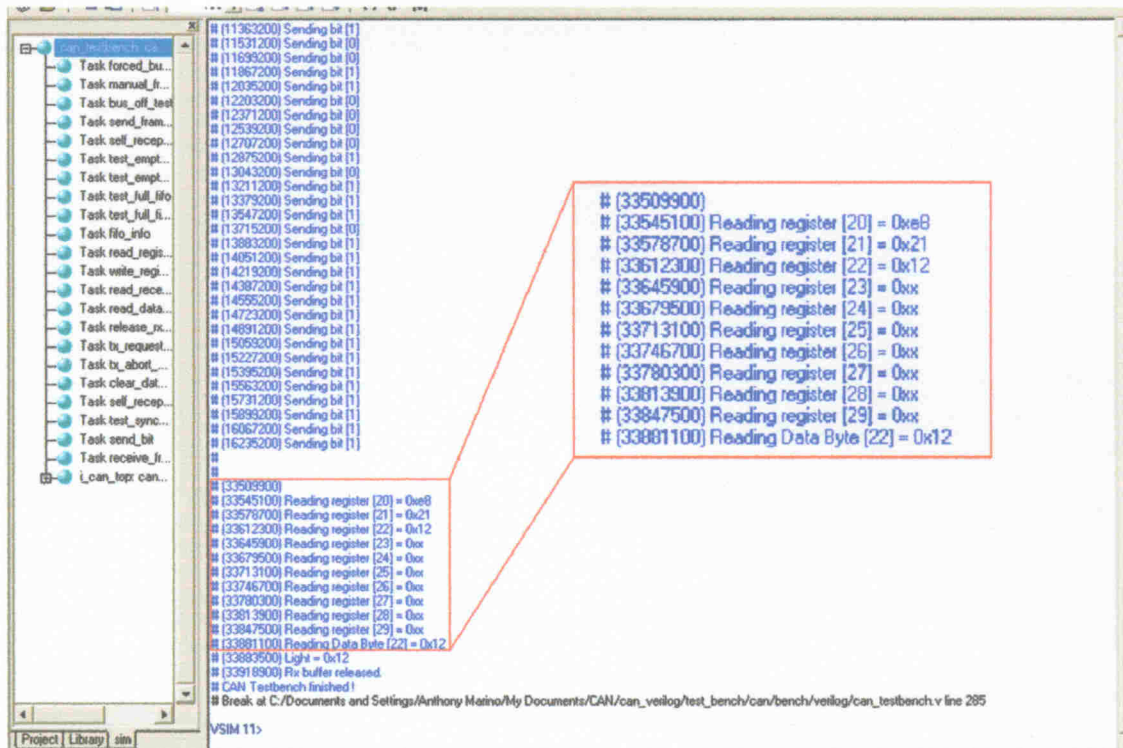 can_testbench: ca...
Task forced_bu...
Task manual_fr...
Task bus_off_test
Task send_fram...
Task self_recep...
Task test_empt...
Task test_empt...
Task test_full_fifo
Task test_full_fi...
Task fifo_info
Task read_regis...
Task write_regi...
Task read_rece...
Task read_data...
Task release_rx...
Task tx_request...
Task tx_abort_...
Task clear_dat...
Task self_recep...
Task test_sync...
Task send_bit
Task receive_fr...
i_can_top: can...
Project Library sim
# (11363200) Sending bit [1]
# (11531200) Sending bit [0]
# (11699200) Sending bit [0]
# (11867200) Sending bit [1]
# (12035200) Sending bit [1]
# (12203200) Sending bit [0]
# (12371200) Sending bit [0]
# (12539200) Sending bit [0]
# (12707200) Sending bit [0]
# (12875200) Sending bit [1]
# (13043200) Sending bit [0]
# (13211200) Sending bit [1]
# (13379200) Sending bit [1]
# (13547200) Sending bit [1]
# (13715200) Sending bit [0]
# (13883200) Sending bit [1]
# (14051200) Sending bit [1]
# (14219200) Sending bit [1]
# (14387200) Sending bit [1]
# (14555200) Sending bit [1]
# (14723200) Sending bit [1]
# (14891200) Sending bit [1]
# (15059200) Sending bit [1]
# (15227200) Sending bit [1]
# (15395200) Sending bit [1]
# (15563200) Sending bit [1]
# (15731200) Sending bit [1]
# (15899200) Sending bit [1]
# (16067200) Sending bit [1]
# (16235200) Sending bit [1]
#
#
# (33509900)
# (33545100) Reading register [20] = 0xe8
# (33578700) Reading register [21] = 0x21
# (33612300) Reading register [22] = 0x12
# (33645900) Reading register [23] = 0xx
# (33679500) Reading register [24] = 0xx
# (33713100) Reading register [25] = 0xx
# (33746700) Reading register [26] = 0xx
# (33780300) Reading register [27] = 0xx
# (33813900) Reading register [28] = 0xx
# (33847500) Reading register [29] = 0xx
# (33881100) Reading Data Byte [22] = 0x12
# (33883500) Light = 0x12
# (33918900) Rx buffer released.
# CAN Testbench finished !
# Break at C:/Documents and Settings/Anthony Marino/My Documents/CAN/can_verilog/test_bench/can/bench/verilog/can_testbench.v line 285
VSIM 11>
# (33509900)
# (33545100) Reading register [20] = 0xe8
# (33578700) Reading register [21] = 0x21
# (33612300) Reading register [22] = 0x12
# (33645900) Reading register [23] = 0xx
# (33679500) Reading register [24] = 0xx
# (33713100) Reading register [25] = 0xx
# (33746700) Reading register [26] = 0xx
# (33780300) Reading register [27] = 0xx
# (33813900) Reading register [28] = 0xx
# (33847500) Reading register [29] = 0xx
# (33881100) Reading Data Byte [22] = 0x12